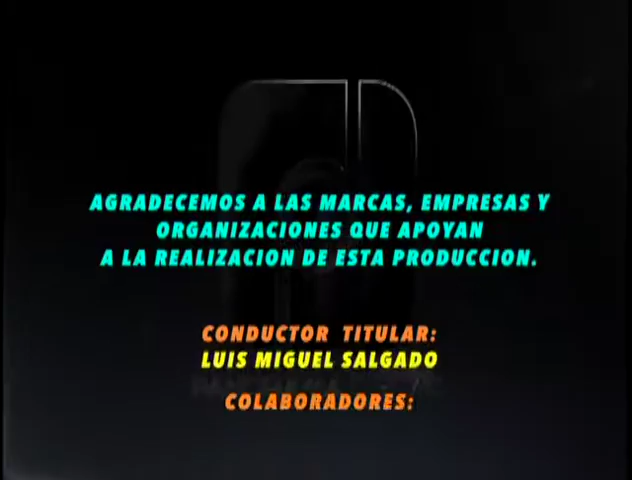 AGRADECEMOS A LAS MARCAS, EMPRESAS Y
ORGANIZACIONES QUE APOYAN
A LA REALIZACION DE ESTA PRODUCCION.
CONDUCTOR TITULAR:
LUIS MIGUEL SALGADO
COLABORADORES: